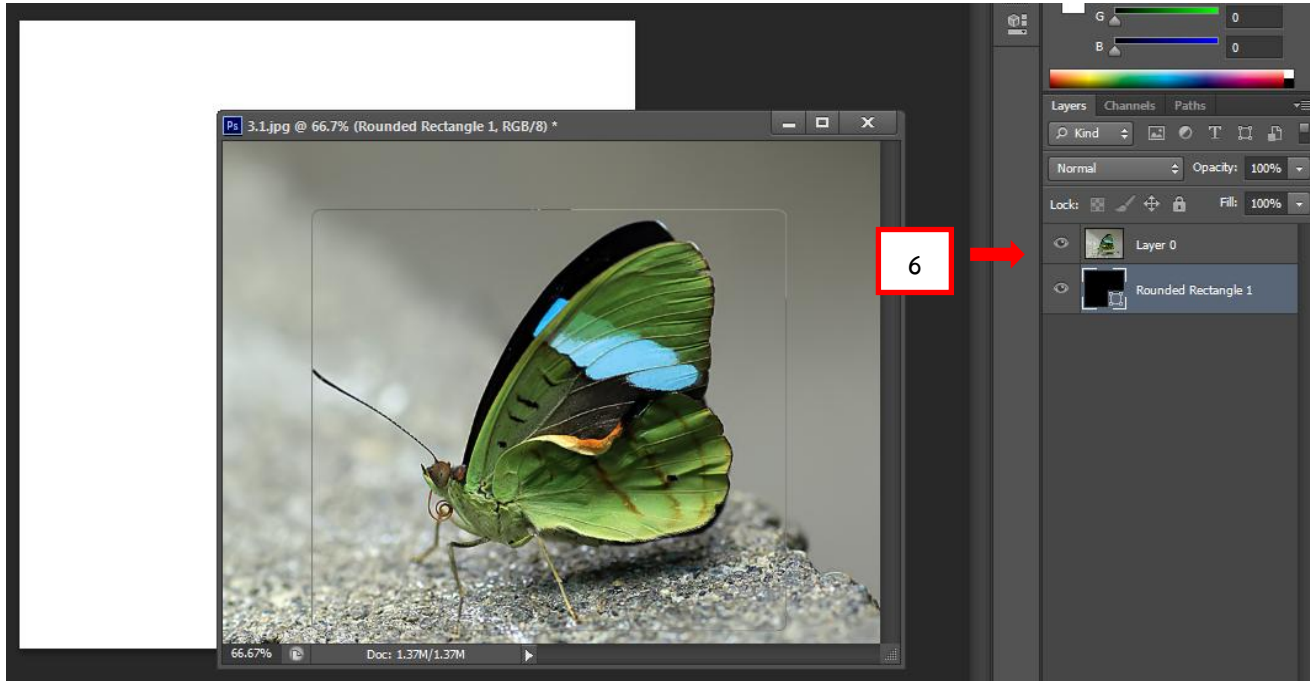 G 0
B 0
Layers Channels Paths
Ps 3.1.jpg @ 66.7% (Rounded Rectangle 1, RGB/8) *
Kind T
Normal Opacity: 100%
Lock: Fill: 100%
6
Layer 0
Rounded Rectangle 1
66.67% Doc: 1.37M/1.37M